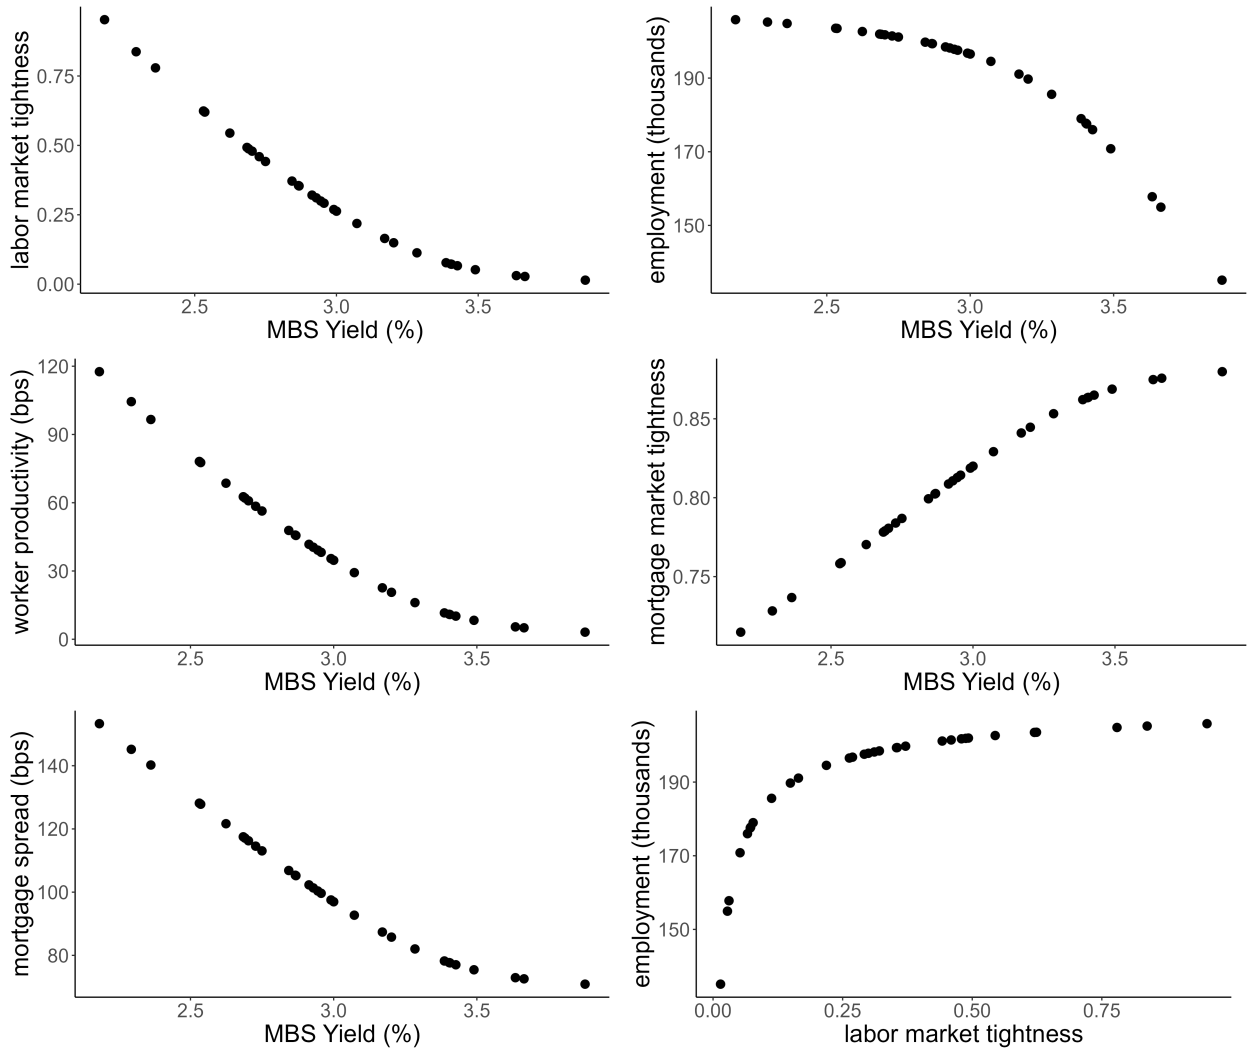 labor market tightness
0.75
0.50
0.25
0.00
2.5 3.0 3.5
MBS Yield (%)
employment (thousands)
190
170
150
2.5 3.0 3.5
MBS Yield (%)
worker productivity (bps)
120
90
60
30
0
2.5 3.0 3.5
MBS Yield (%)
mortgage market tightness
0.85
0.80
0.75
2.5 3.0 3.5
MBS Yield (%)
mortgage spread (bps)
140
120
100
80
2.5 3.0 3.5
MBS Yield (%)
employment (thousands)
190
170
150
0.00 0.25 0.50 0.75
labor market tightness